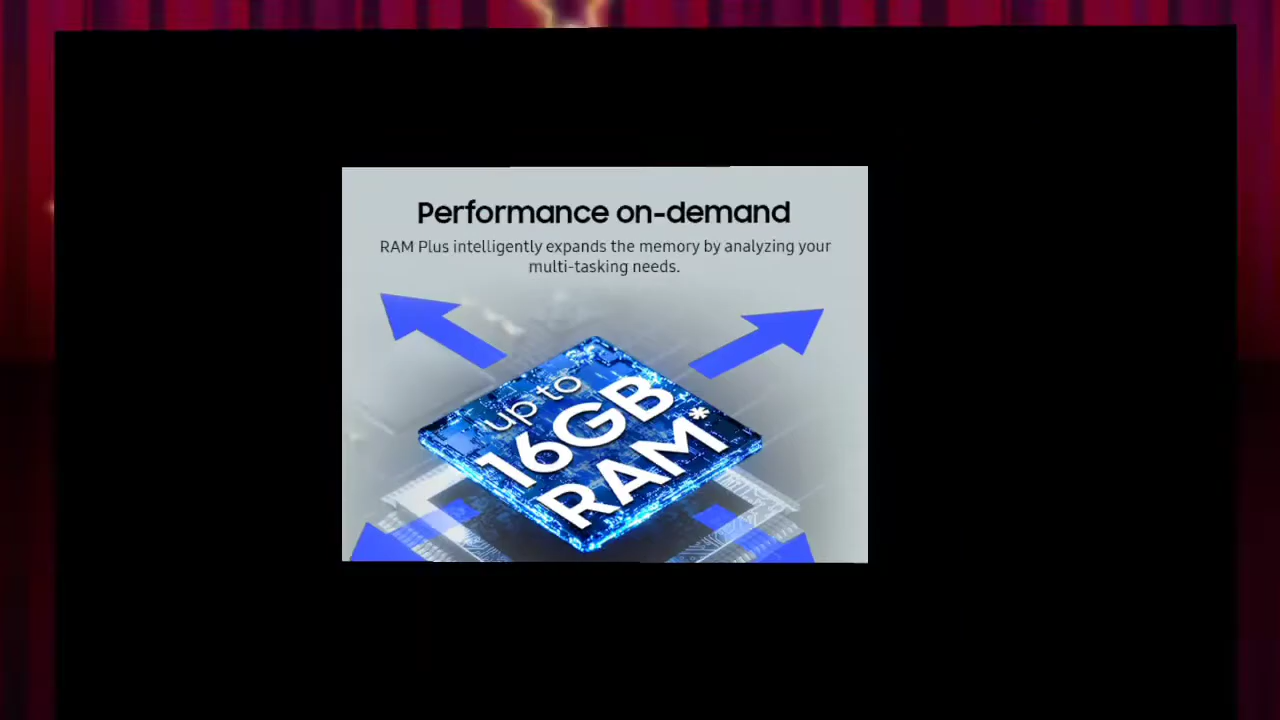 Performance on-demand
RAM Plus intelligently expands the memory by analyzing your
multi-tasking needs.
up to
16GB
RAM*